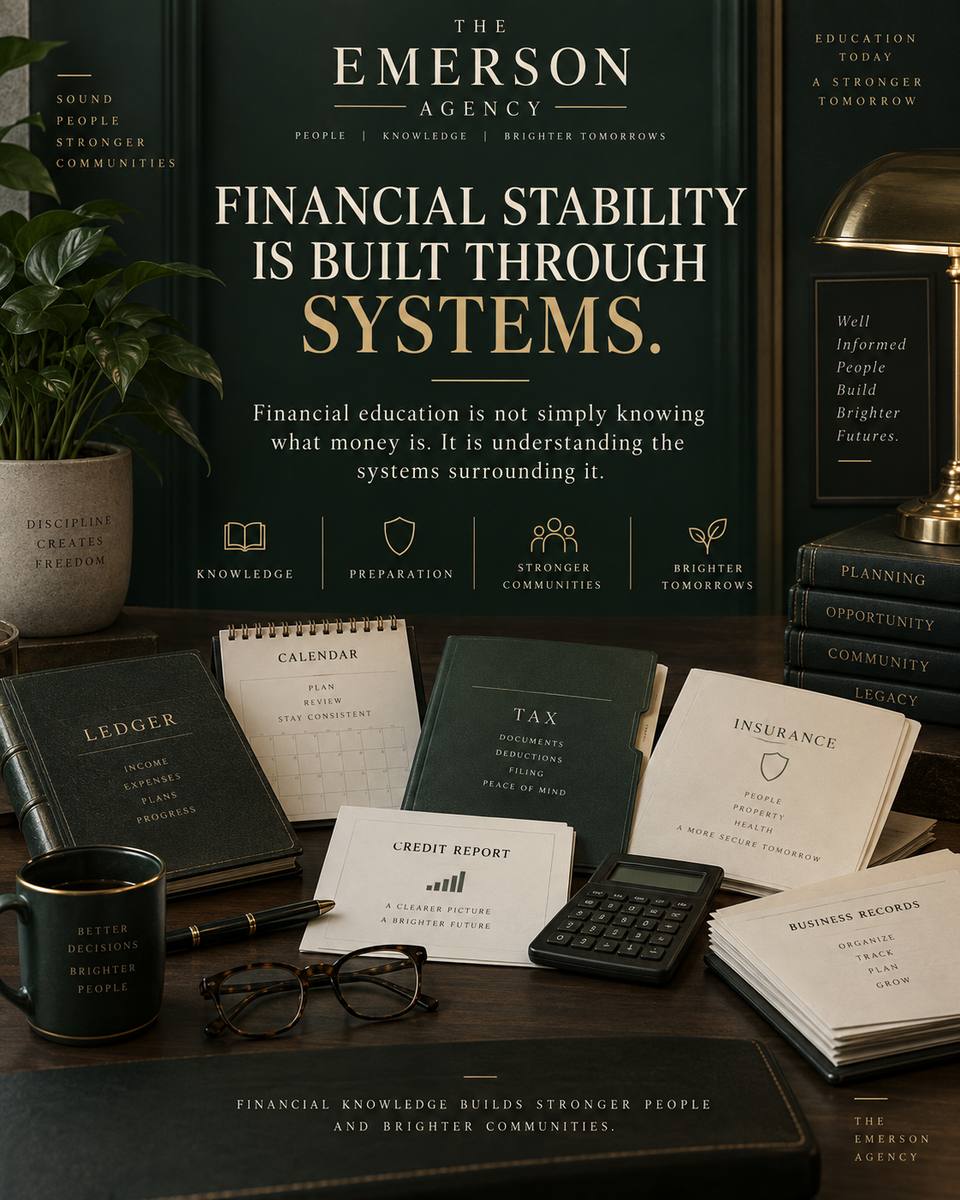 THE
EMERSON
AGENCY
PEOPLE | KNOWLEDGE | BRIGHTER TOMORROWS
SOUND
PEOPLE
STRONGER
COMMUNITIES
EDUCATION
TODAY
A STRONGER
TOMORROW
FINANCIAL STABILITY
IS BUILT THROUGH
SYSTEMS.
Financial education is not simply knowing
what money is. It is understanding the
systems surrounding it.
Well
Informed
People
Build
Brighter
Futures.
DISCIPLINE
CREATES
FREEDOM
KNOWLEDGE
PREPARATION
STRONGER
COMMUNITIES
BRIGHTER
TOMORROWS
PLANNING
OPPORTUNITY
COMMUNITY
LEGACY
LEDGER
INCOME
EXPENSES
PLANS
PROGRESS
CALENDAR
PLAN
REVIEW
STAY CONSISTENT
TAX
DOCUMENTS
DEDUCTIONS
FILING
PEACE OF MIND
INSURANCE
PEOPLE
PROPERTY
HEALTH
A MORE SECURE TOMORROW
CREDIT REPORT
A CLEARER PICTURE
A BRIGHTER FUTURE
BUSINESS RECORDS
ORGANIZE
TRACK
PLAN
GROW
BETTER
DECISIONS
BRIGHTER
PEOPLE
FINANCIAL KNOWLEDGE BUILDS STRONGER PEOPLE
AND BRIGHTER COMMUNITIES.
THE
EMERSON
AGENCY